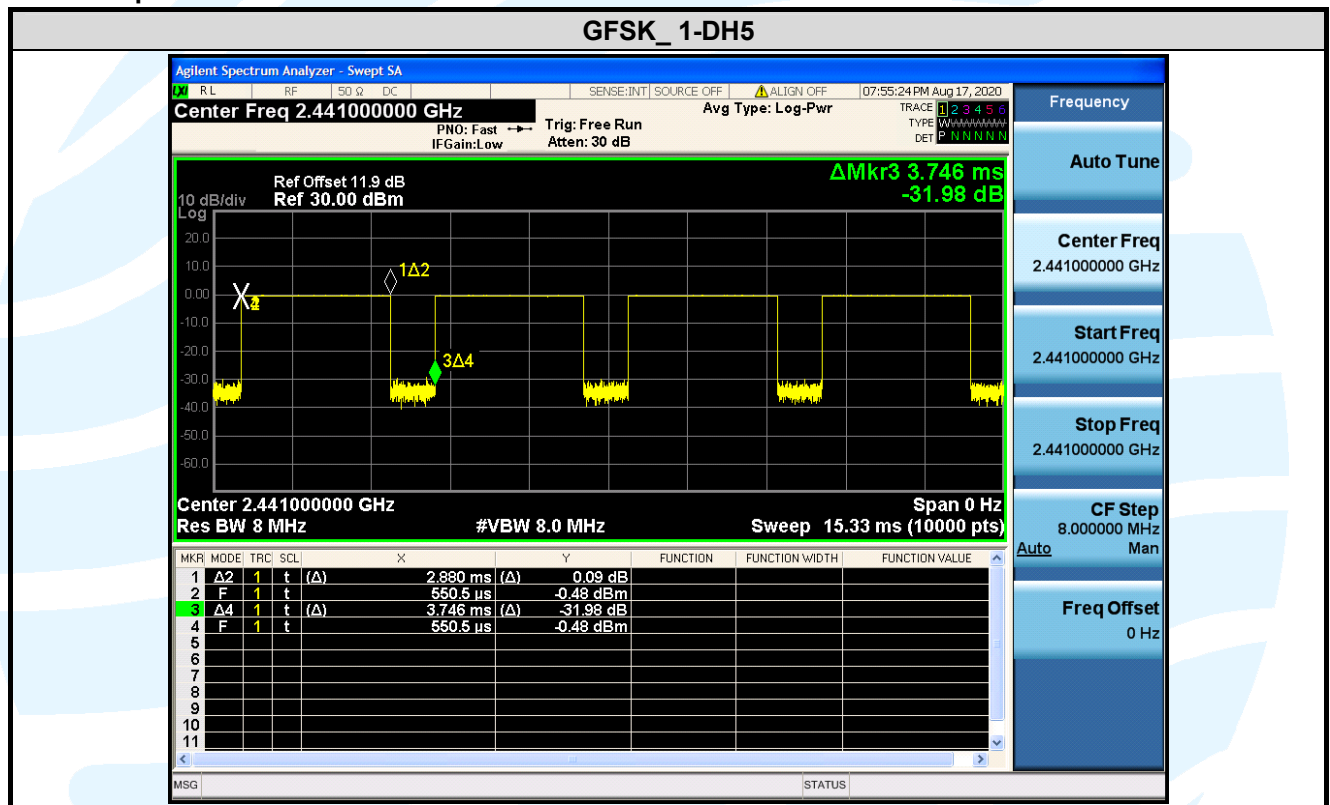 GFSK_ 1-DH5
Agilent Spectrum Analyzer - Swept SA
LXI RL RF 50 Ω DC SENSE:INT SOURCE OFF ALIGN OFF 07:55:24 PM Aug 17, 2020
Center Freq 2.441000000 GHz
PNO: Fast
IFGain:Low
Trig: Free Run
Atten: 30 dB
Avg Type: Log-Pwr
TRACE 1 2 3 4 5 6
TYPE WWWWWW
DET P N N N N N
ΔMkr3 3.746 ms
-31.98 dB
Ref Offset 11.9 dB
Ref 30.00 dBm
10 dB/div
Log
20.0
10.0
0.00
-10.0
-20.0
-30.0
-40.0
-50.0
-60.0
1Δ2
3Δ4
Center 2.441000000 GHz
Span 0 Hz
Res BW 8 MHz
#VBW 8.0 MHz
Sweep 15.33 ms (10000 pts)
MKR MODE TRC SCL X Y FUNCTION FUNCTION WIDTH FUNCTION VALUE
1 Δ2 1 t (Δ) 2.880 ms (Δ) 0.09 dB
2 F 1 t 550.5 µs -0.48 dBm
3 Δ4 1 t (Δ) 3.746 ms (Δ) -31.98 dB
4 F 1 t 550.5 µs -0.48 dBm
5
6
7
8
9
10
11
MSG
STATUS
Frequency
Auto Tune
Center Freq
2.441000000 GHz
Start Freq
2.441000000 GHz
Stop Freq
2.441000000 GHz
CF Step
8.000000 MHz
Auto Man
Freq Offset
0 Hz